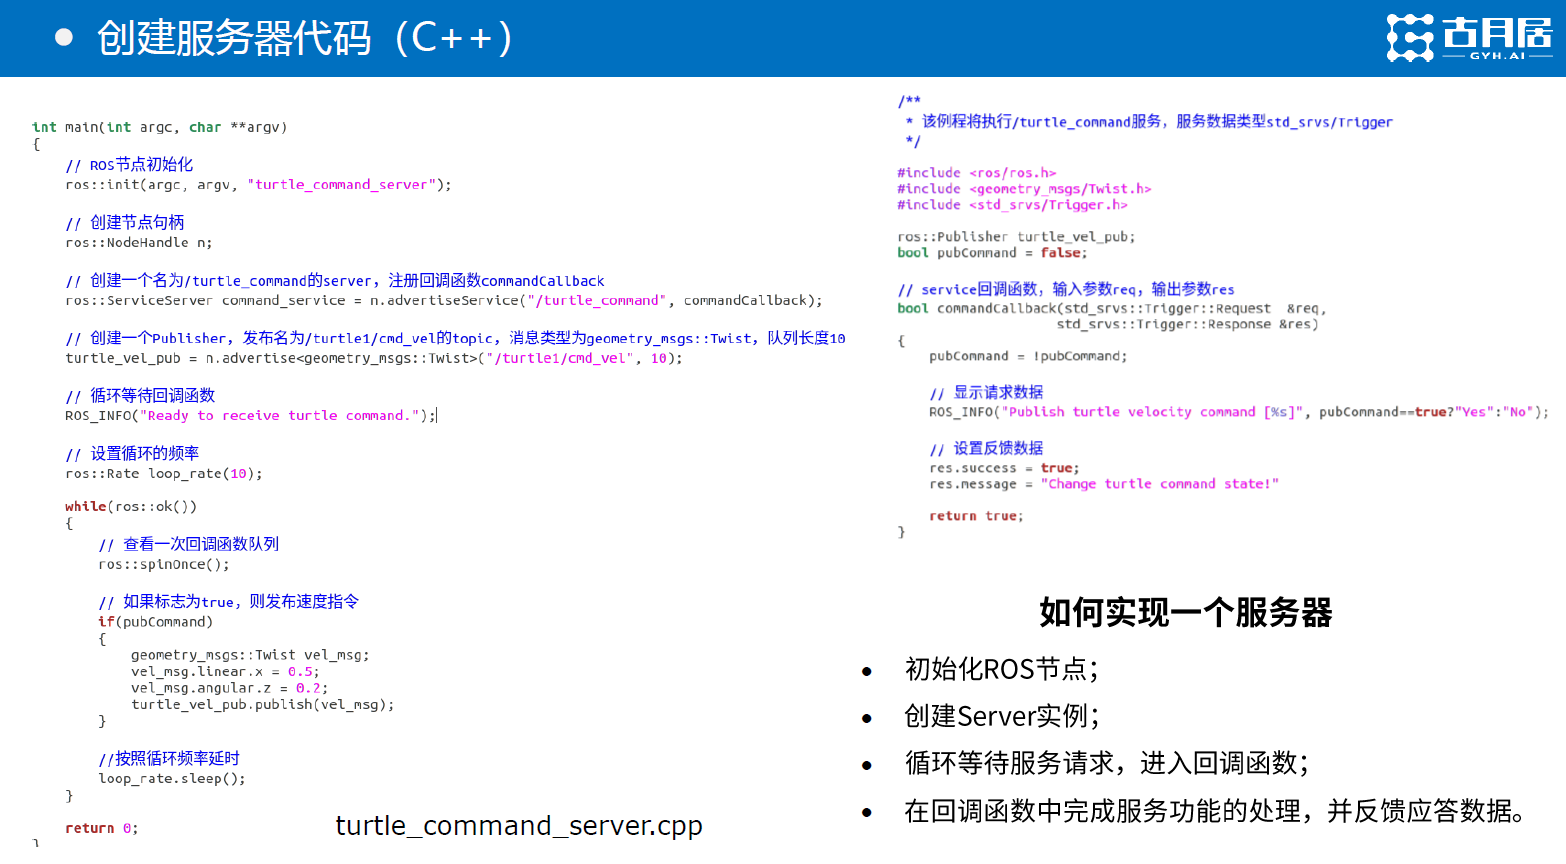 • 创建服务器代码（C++）
古月居
GYH.AI
int main(int argc, char **argv)
{
// ROS节点初始化
ros::init(argc, argv, "turtle_command_server");
// 创建节点句柄
ros::NodeHandle n;
// 创建一个名为/turtle_command的server，注册回调函数commandCallback
ros::ServiceServer command_service = n.advertiseService("/turtle_command", commandCallback);
// 创建一个Publisher，发布名为/turtle1/cmd_vel的topic，消息类型为geometry_msgs::Twist，队列长度10
turtle_vel_pub = n.advertise<geometry_msgs::Twist>("/turtle1/cmd_vel", 10);
// 循环等待回调函数
ROS_INFO("Ready to receive turtle command.");
// 设置循环的频率
ros::Rate loop_rate(10);
while(ros::ok())
{
// 查看一次回调函数队列
ros::spinOnce();
// 如果标志为true，则发布速度指令
if(pubCommand)
{
geometry_msgs::Twist vel_msg;
vel_msg.linear.x = 0.5;
vel_msg.angular.z = 0.2;
turtle_vel_pub.publish(vel_msg);
}
//按照循环频率延时
loop_rate.sleep();
}
return 0;
}
turtle_command_server.cpp
/**
* 该例程将执行/turtle_command服务，服务数据类型std_srvs/Trigger
*/
#include <ros/ros.h>
#include <geometry_msgs/Twist.h>
#include <std_srvs/Trigger.h>
ros::Publisher turtle_vel_pub;
bool pubCommand = false;
// service回调函数，输入参数req，输出参数res
bool commandCallback(std_srvs::Trigger::Request &req,
std_srvs::Trigger::Response &res)
{
pubCommand = !pubCommand;
// 显示请求数据
ROS_INFO("Publish turtle velocity command [%s]", pubCommand==true?"Yes":"No");
// 设置反馈数据
res.success = true;
res.message = "Change turtle command state!"
return true;
}
如何实现一个服务器
• 初始化ROS节点；
• 创建Server实例；
• 循环等待服务请求，进入回调函数；
• 在回调函数中完成服务功能的处理，并反馈应答数据。